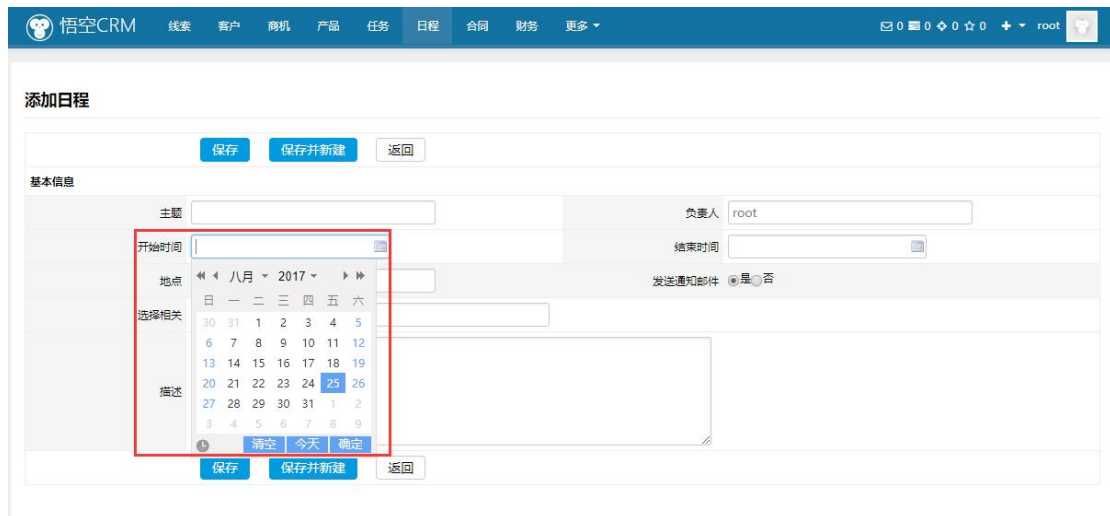 悟空CRM 线索 客户 商机 产品 任务 日程 合同 财务 更多 0 0 0 0 root
添加日程
保存 保存并新建 返回
基本信息
主题 负责人 root
开始时间 结束时间
地点 发送通知邮件 是 否
选择相关
描述
八月 2017
日 一 二 三 四 五 六
30 31 1 2 3 4 5
6 7 8 9 10 11 12
13 14 15 16 17 18 19
20 21 22 23 24 25 26
27 28 29 30 31 1 2
3 4 5 6 7 8 9
清空 今天 确定
保存 保存并新建 返回